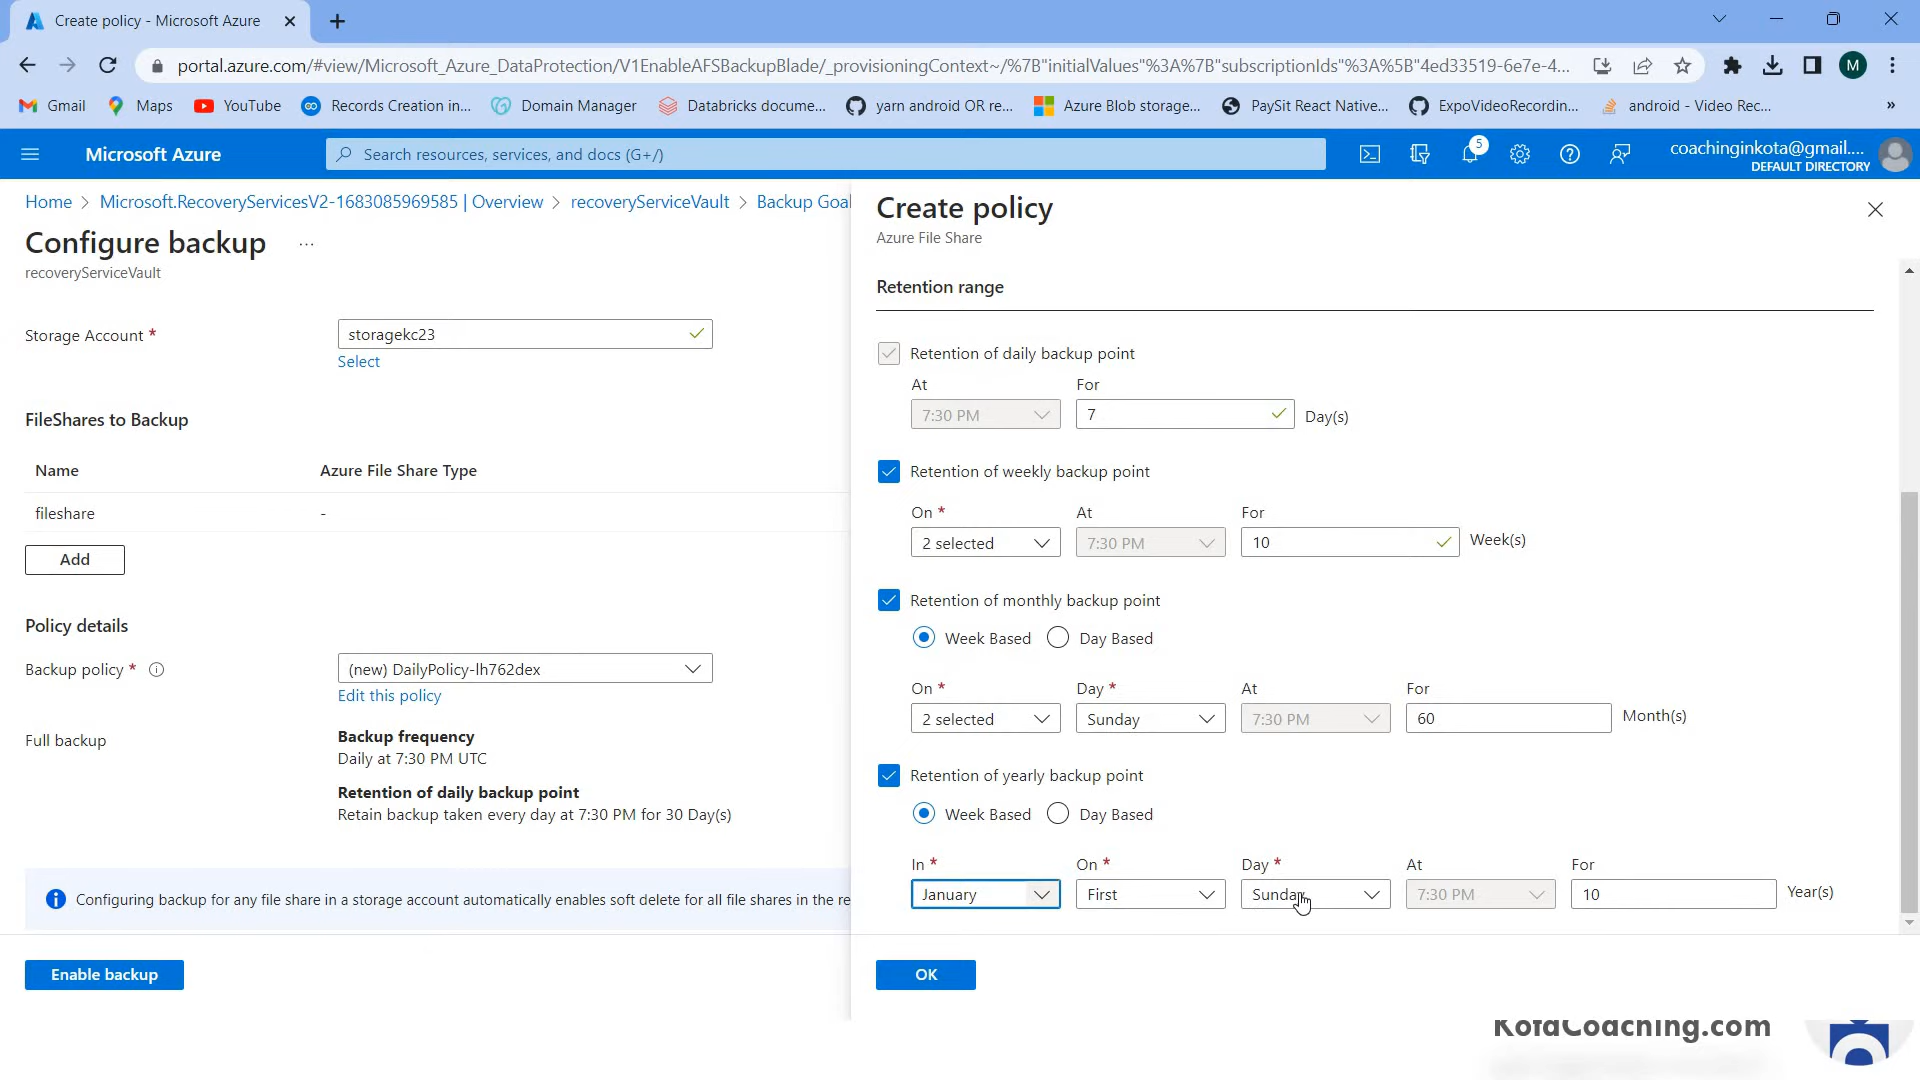 Create policy - Microsoft Azure
portal.azure.com/#view/Microsoft_Azure_DataProtection/V1EnableAFSBackupBlade/_provisioningContext~/%7B"initialValues"%3A%7B"subscriptionIds"%3A%5B"4ed33519-6e7e-4...
M
Gmail
Maps
YouTube
Records Creation in...
Domain Manager
Databricks docume...
yarn android OR re...
Azure Blob storage...
PaySit React Native...
ExpoVideoRecordin...
android - Video Rec...
»
Microsoft Azure
Search resources, services, and docs (G+/)
5
coachinginkota@gmail....
DEFAULT DIRECTORY
Home > Microsoft.RecoveryServicesV2-1683085969585 | Overview > recoveryServiceVault > Backup Goal
Configure backup ...
recoveryServiceVault
Storage Account *
storagekc23
Select
FileShares to Backup
Name Azure File Share Type
fileshare -
Add
Policy details
Backup policy *
(new) DailyPolicy-lh762dex
Edit this policy
Full backup
Backup frequency
Daily at 7:30 PM UTC
Retention of daily backup point
Retain backup taken every day at 7:30 PM for 30 Day(s)
Configuring backup for any file share in a storage account automatically enables soft delete for all file shares in the re
Enable backup
Create policy
Azure File Share
Retention range
Retention of daily backup point
At For
7:30 PM 7 Day(s)
Retention of weekly backup point
On * At For
2 selected 7:30 PM 10 Week(s)
Retention of monthly backup point
Week Based Day Based
On * Day * At For
2 selected Sunday 7:30 PM 60 Month(s)
Retention of yearly backup point
Week Based Day Based
In * On * Day * At For
January First Sunday 7:30 PM 10 Year(s)
OK
KotaCoaching.com